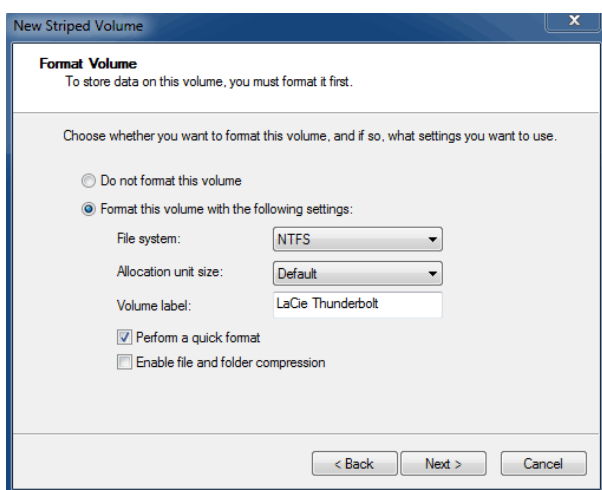 New Striped Volume
X
Format Volume
To store data on this volume, you must format it first.
Choose whether you want to format this volume, and if so, what settings you want to use.
Do not format this volume
Format this volume with the following settings:
File system: NTFS
Allocation unit size: Default
Volume label: LaCie Thunderbolt
Perform a quick format
Enable file and folder compression
< Back Next > Cancel